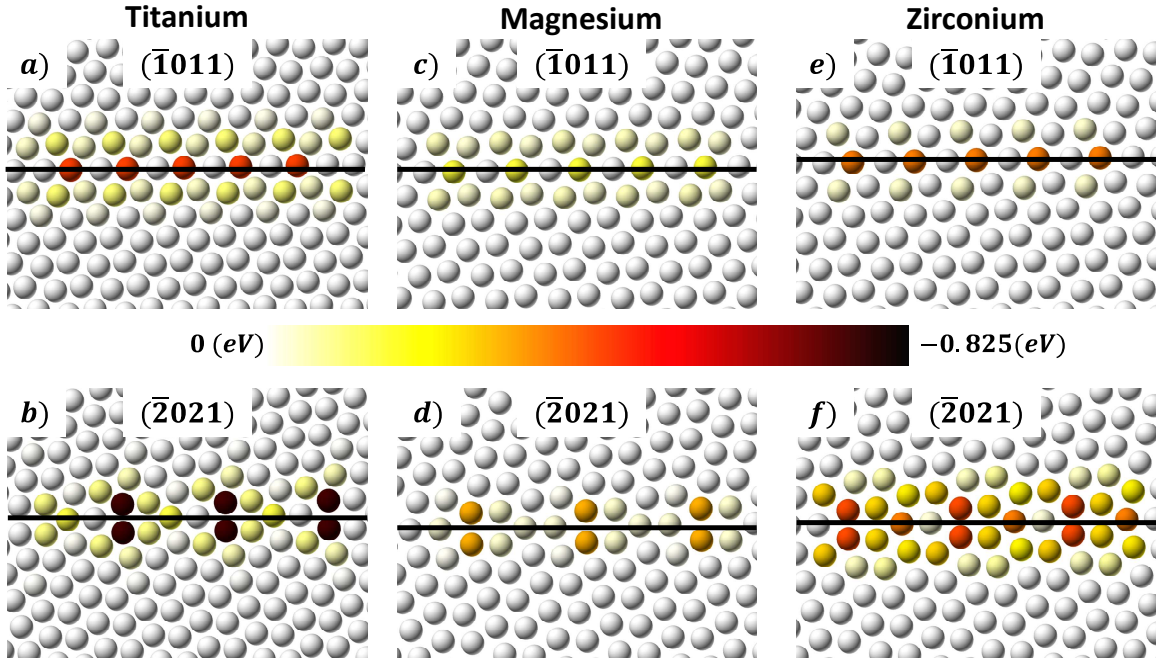 Titanium Magnesium Zirconium
a) (1̅011) c) (1̅011) e) (1̅011)
0 (eV) −0.825(eV)
b) (2̅021) d) (2̅021) f) (2̅021)